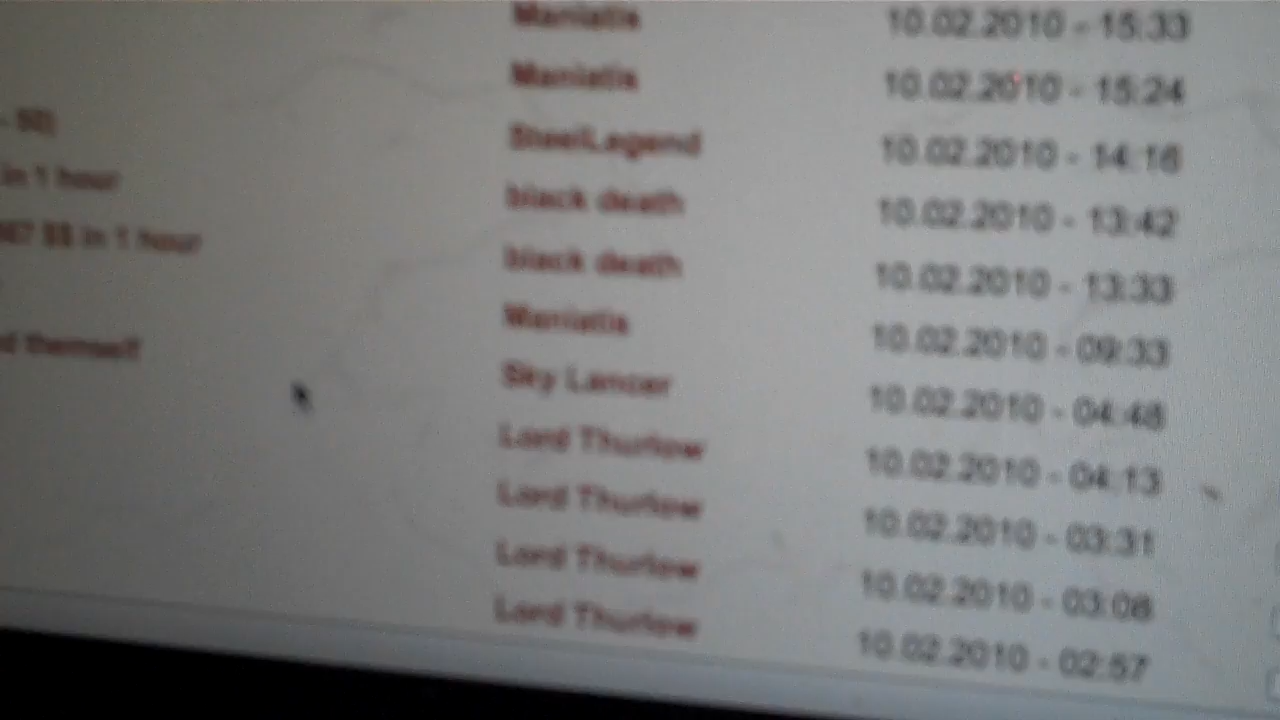 Maniatis 10.02.2010 - 15:33
Maniatis 10.02.2010 - 15:24
SteelLegend 10.02.2010 - 14:16
black death 10.02.2010 - 13:42
in 1 hour black death 10.02.2010 - 13:33
in 1 hour Maniatis 10.02.2010 - 09:33
Sky Lancer 10.02.2010 - 04:48
themself Lord Thurlow 10.02.2010 - 04:13
Lord Thurlow 10.02.2010 - 03:31
Lord Thurlow 10.02.2010 - 03:08
Lord Thurlow 10.02.2010 - 02:57